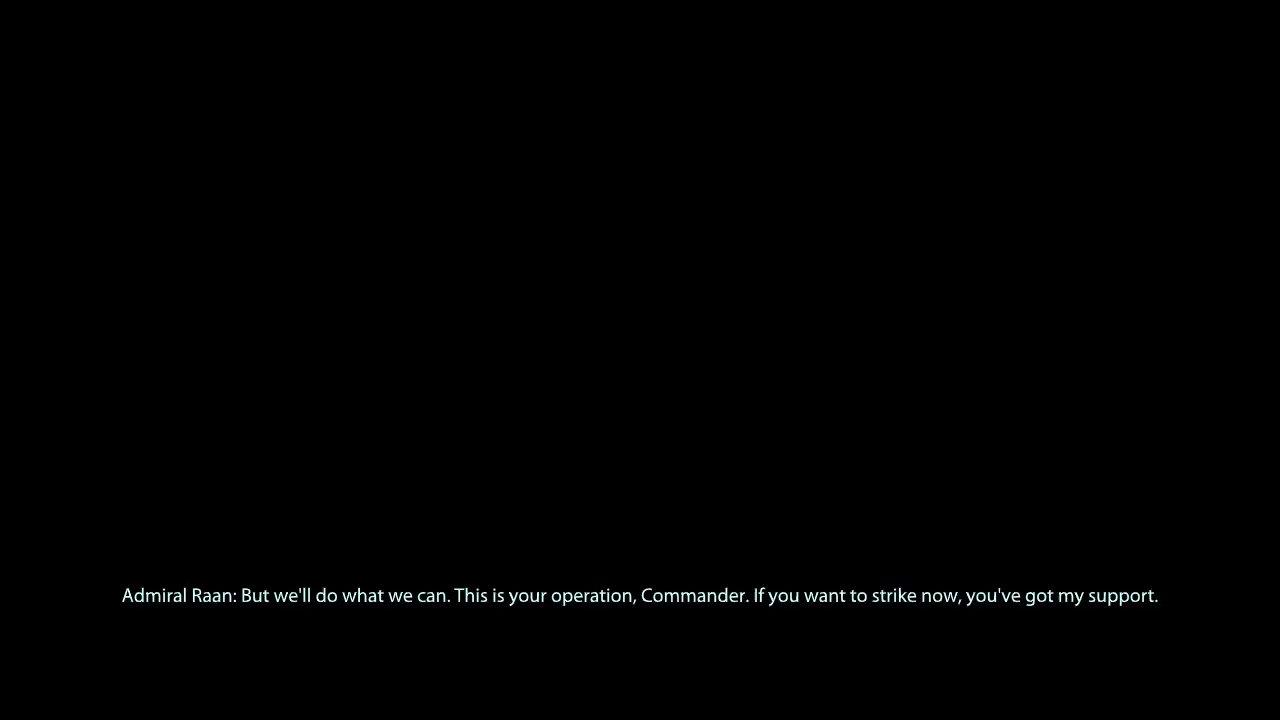 Admiral Raan: But we'll do what we can. This is your operation, Commander. If you want to strike now, you've got my support.